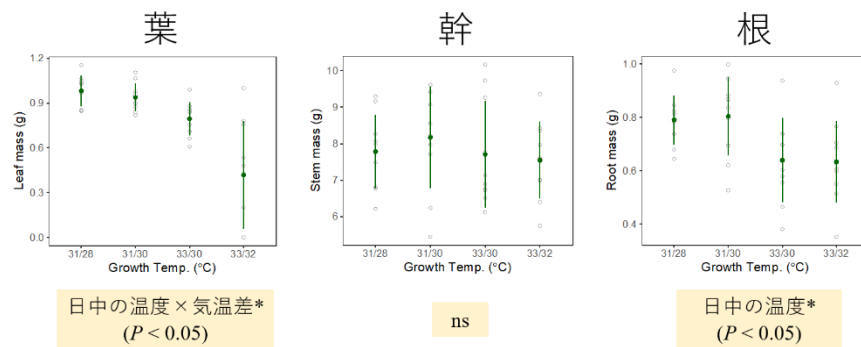 葉
幹
根
1.2
0.9
0.6
0.3
0.0
Leaf mass (g)
31/28 31/30 33/30 33/32
Growth Temp. (°C)
10
9
8
7
6
Stem mass (g)
31/28 31/30 33/30 33/32
Growth Temp. (°C)
1.0
0.8
0.6
0.4
Root mass (g)
31/28 31/30 33/30 33/32
Growth Temp. (°C)
日中の温度×気温差*
(P < 0.05)
ns
日中の温度*
(P < 0.05)